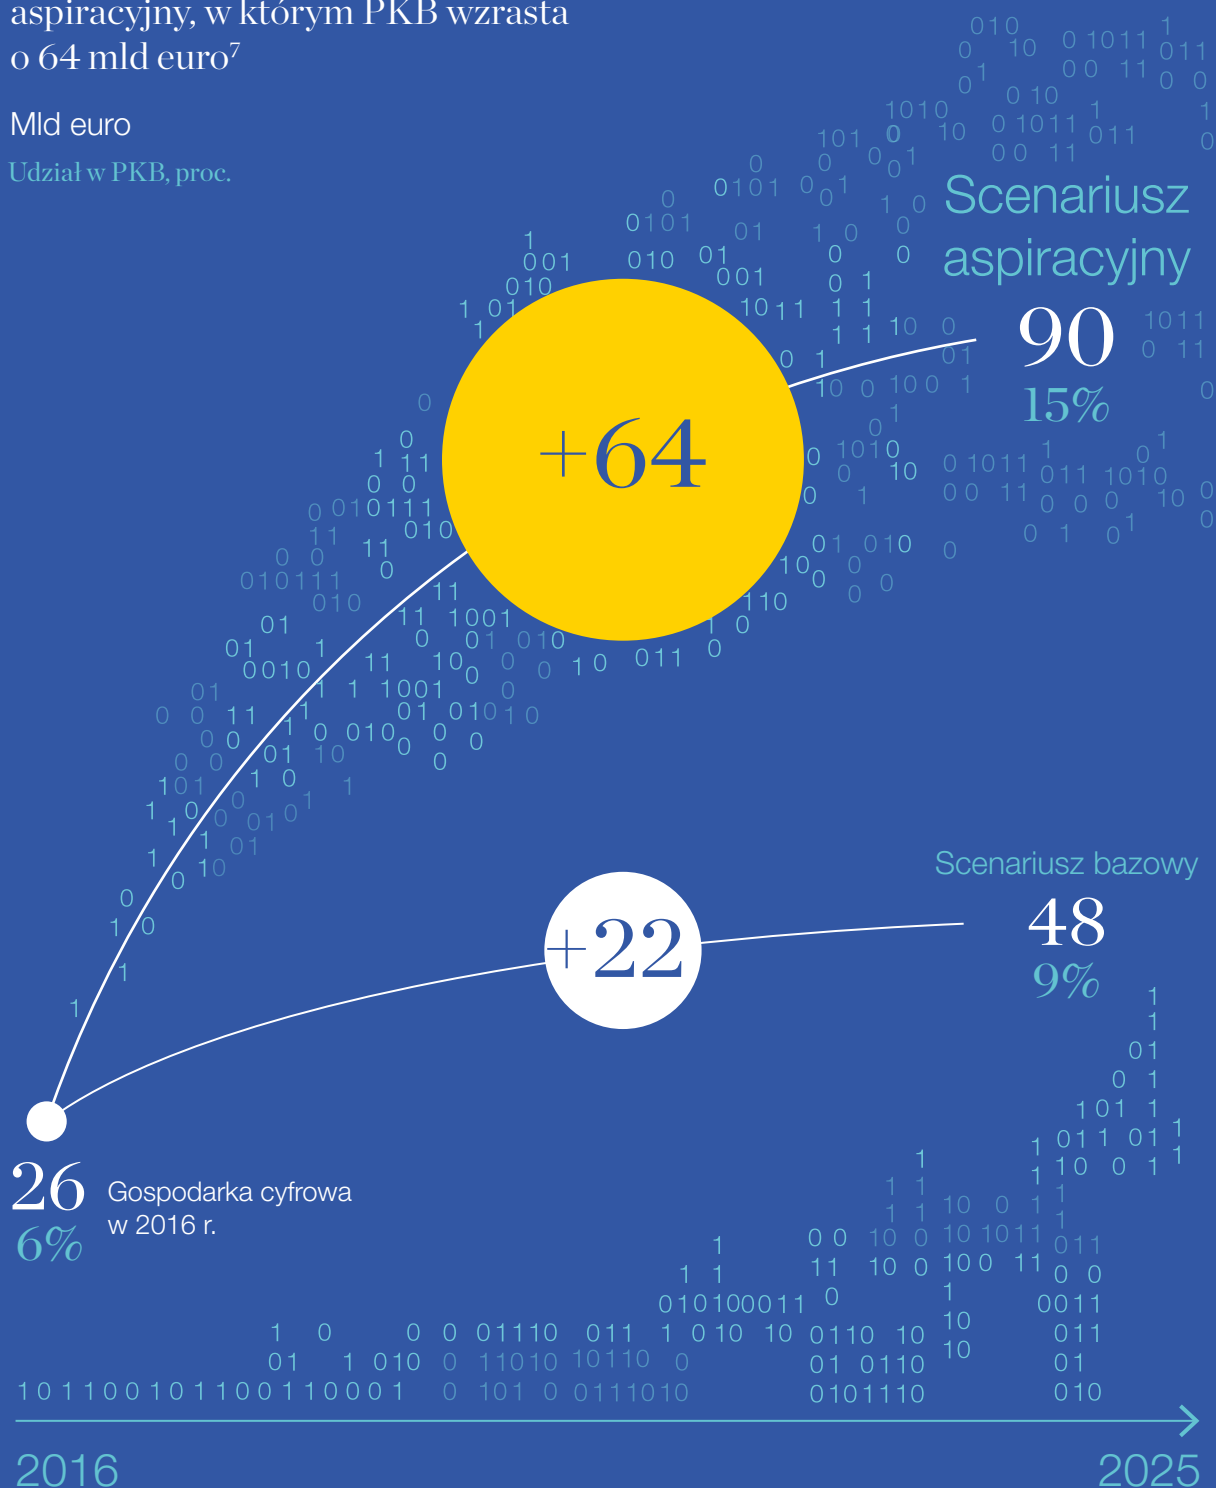 aspiracyjny, w którym PKB wzrasta
o 64 mld euro⁷
Mld euro
Udział w PKB, proc.
Scenariusz
aspiracyjny
90
15%
+64
Scenariusz bazowy
48
9%
+22
26
6%
Gospodarka cyfrowa
w 2016 r.
2016
2025